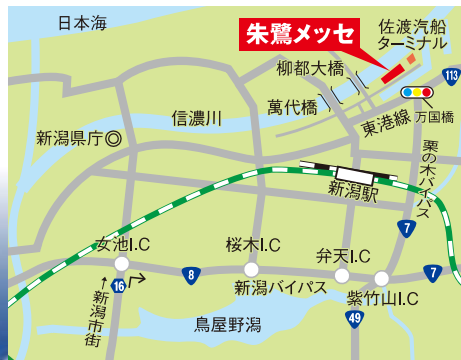 日本海
佐渡汽船
ターミナル
朱鷺メッセ
柳都大橋
113
萬代橋
信濃川
東港線
万国橋
新潟県庁◎
栗の木バイパス
新潟駅
7
女池I.C
桜木I.C
弁天I.C
8
7
16
新潟バイパス
紫竹山I.C
↑新潟市街
鳥屋野潟
49